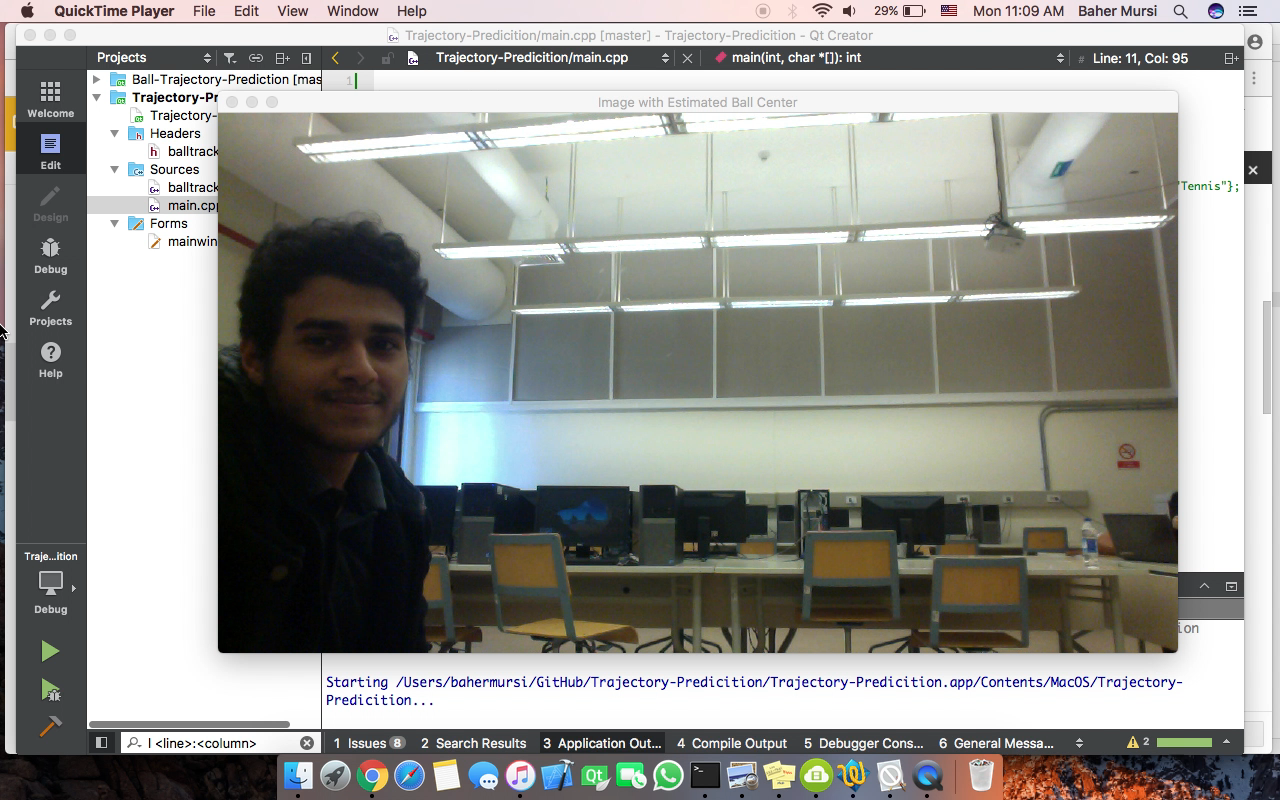 QuickTime Player File Edit View Window Help 29% Mon 11:09 AM Baher Mursi
Trajectory-Predicition/main.cpp [master] - Trajectory-Predicition - Qt Creator
Projects Trajectory-Predicition/main.cpp main(int, char *[]): int # Line: 11, Col: 95
Ball-Trajectory-Prediction [mas
1
Trajectory-Pr
Image with Estimated Ball Center
Welcome
Trajectory-
Headers
balltrack
Edit
Sources
balltrack
"Tennis"};
main.cpp
Design
Forms
mainwin
Debug
Projects
Help
Traje...ition
Debug
ion
Starting /Users/bahermursi/GitHub/Trajectory-Predicition/Trajectory-Predicition.app/Contents/MacOS/Trajectory-
Predicition...
l <line>:<column> 1 Issues 8 2 Search Results 3 Application Out... 4 Compile Output 5 Debugger Cons... 6 General Messa... 2
Qt